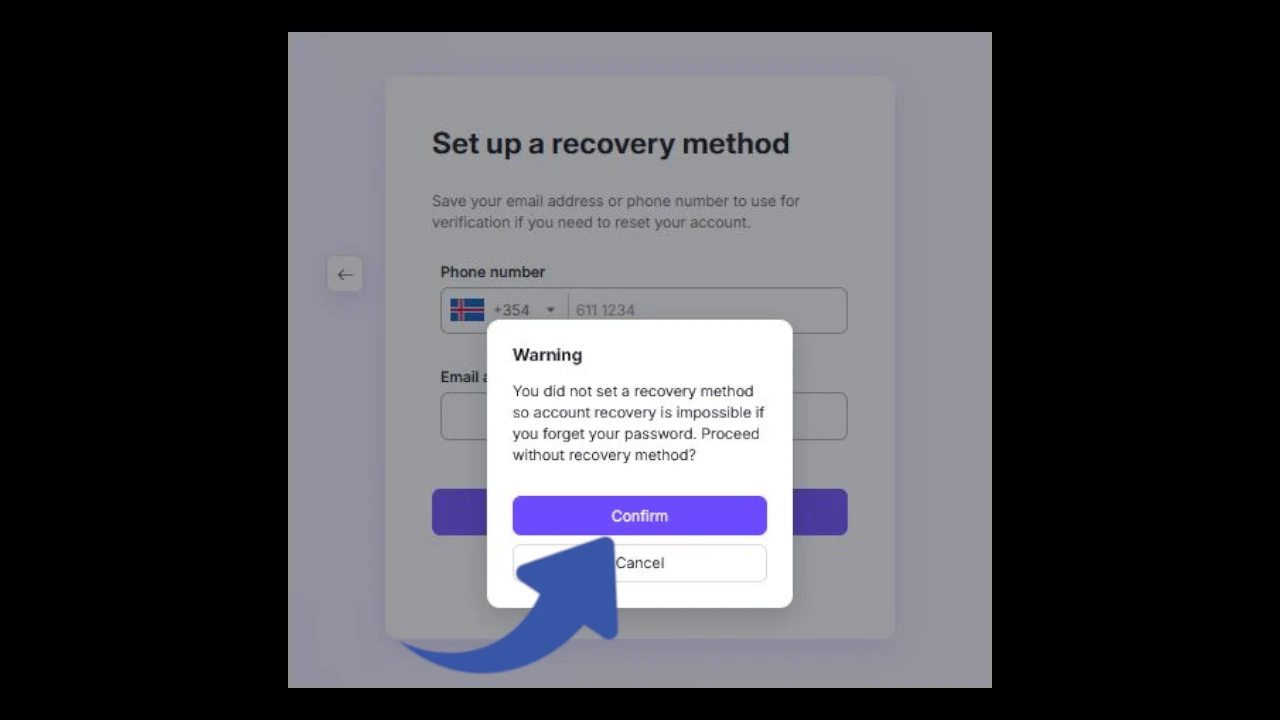 Set up a recovery method
Save your email address or phone number to use for
verification if you need to reset your account.
Phone number
+354
611 1234
Email
Warning
You did not set a recovery method
so account recovery is impossible if
you forget your password. Proceed
without recovery method?
Confirm
Cancel